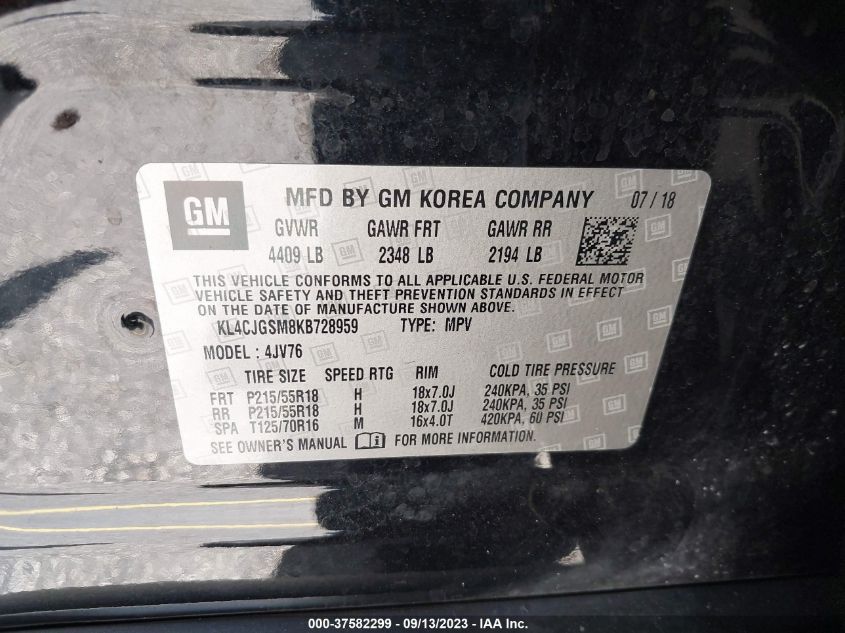 GM MFD BY GM KOREA COMPANY 07 / 18
GVWR GAWR FRT GAWR RR
4409 LB 2348 LB 2194 LB
THIS VEHICLE CONFORMS TO ALL APPLICABLE U.S. FEDERAL MOTOR
VEHICLE SAFETY AND THEFT PREVENTION STANDARDS IN EFFECT
ON THE DATE OF MANUFACTURE SHOWN ABOVE.
KL4CJGSM8KB728959 TYPE: MPV
MODEL : 4JV76
TIRE SIZE SPEED RTG RIM COLD TIRE PRESSURE
FRT P215/55R18 H 18x7.0J 240KPA, 35 PSI
RR P215/55R18 H 18x7.0J 240KPA, 35 PSI
SPA T125/70R16 M 16x4.0T 420KPA, 60 PSI
SEE OWNER'S MANUAL FOR MORE INFORMATION.
000-37582299 - 09/13/2023 - IAA Inc.